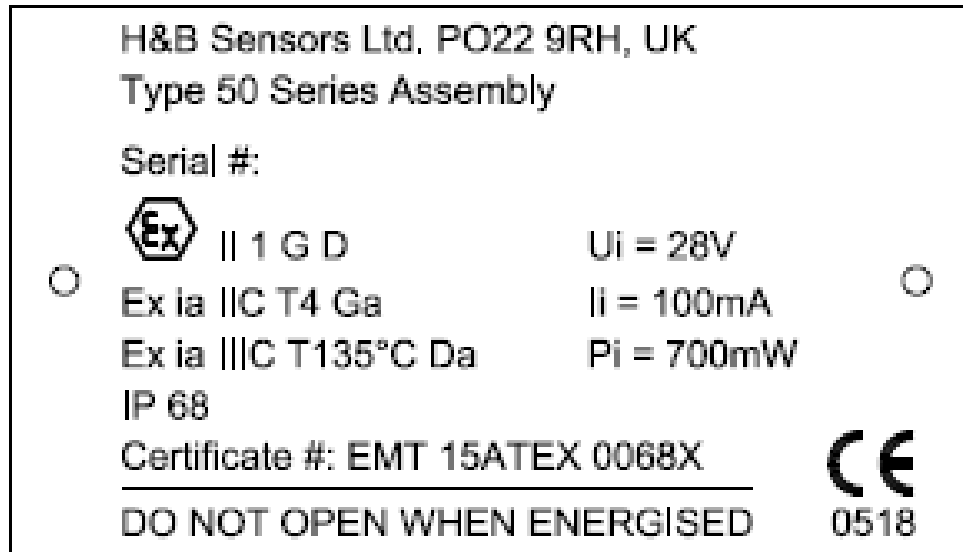 H&B Sensors Ltd, PO22 9RH, UK
Type 50 Series Assembly
Serial #:
Ex II 1 G D Ui = 28V
Ex ia IIC T4 Ga Ii = 100mA
Ex ia IIIC T135°C Da Pi = 700mW
IP 68
Certificate #: EMT 15ATEX 0068X
CE
DO NOT OPEN WHEN ENERGISED 0518